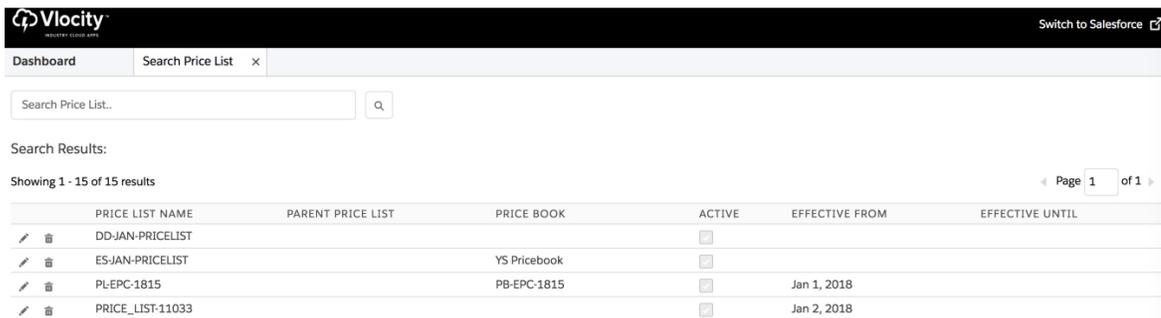 Vlocity
INDUSTRY CLOUD APPS
Switch to Salesforce
Dashboard Search Price List ×
Search Price List..
Search Results:
Showing 1 - 15 of 15 results
Page 1 of 1
PRICE LIST NAME PARENT PRICE LIST PRICE BOOK ACTIVE EFFECTIVE FROM EFFECTIVE UNTIL
DD-JAN-PRICELIST
ES-JAN-PRICELIST YS Pricebook
PL-EPC-1815 PB-EPC-1815 Jan 1, 2018
PRICE_LIST-11033 Jan 2, 2018